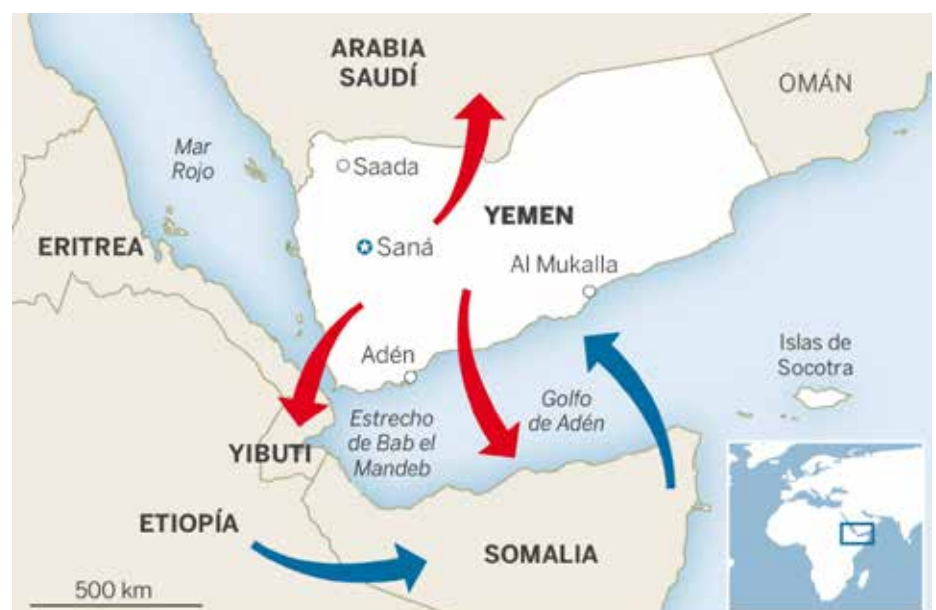 ARABIA
SAUDÍ
OMÁN
Mar
Rojo
Saada
YEMEN
ERITREA
Saná
Al Mukalla
Adén
Islas de
Socotra
Estrecho
de Bab el
Mandeb
Golfo
de Adén
YIBUTI
ETIOPÍA
SOMALIA
500 km